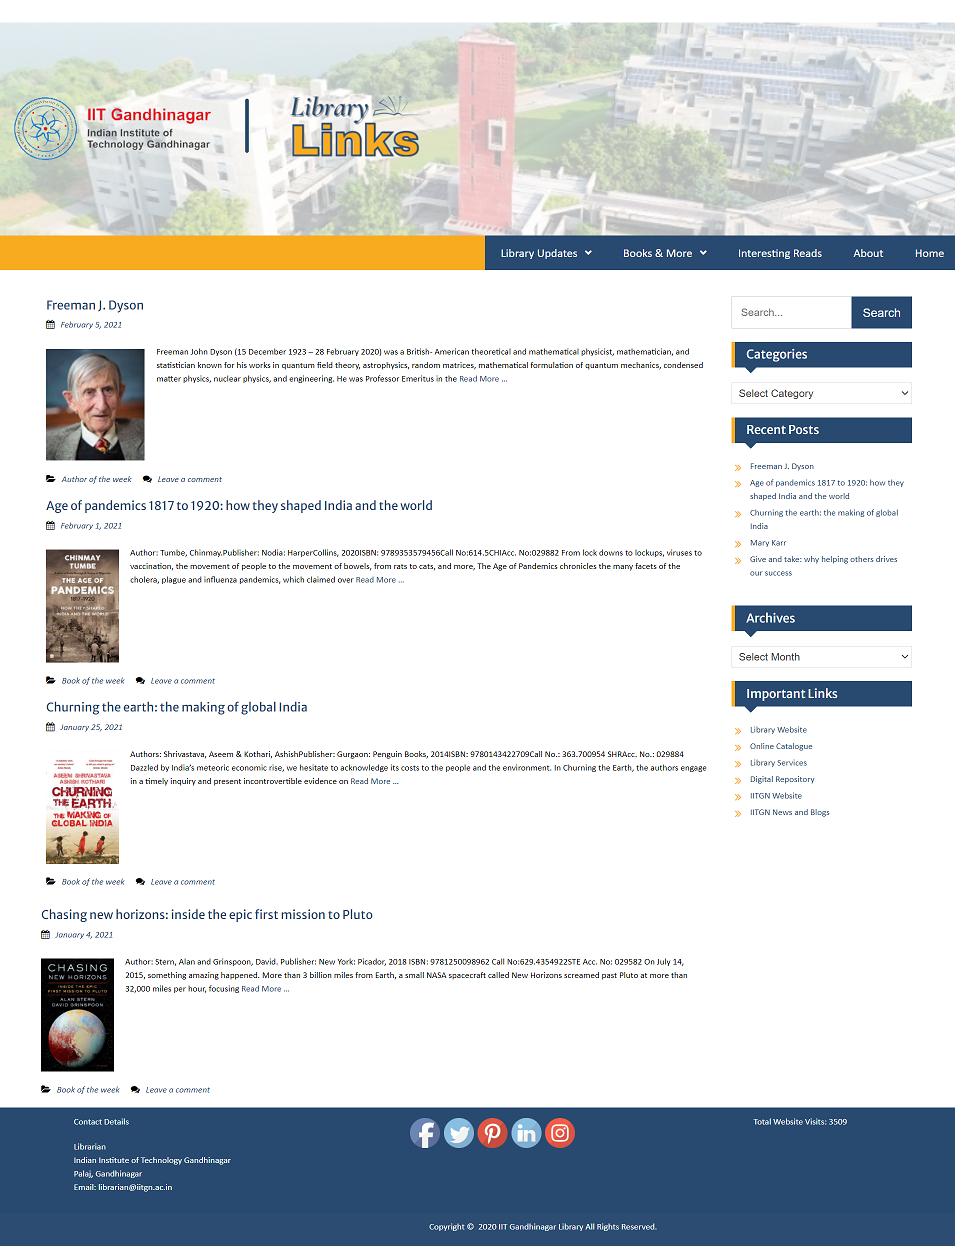 IIT Gandhinagar
Indian Institute of
Technology Gandhinagar
Library
Links
Library Updates
Books & More
Interesting Reads
About
Home
Freeman J. Dyson
February 5, 2021
Freeman John Dyson (15 December 1923 – 28 February 2020) was a British- American theoretical and mathematical physicist, mathematician, and
statistician known for his works in quantum field theory, astrophysics, random matrices, mathematical formulation of quantum mechanics, condensed
matter physics, nuclear physics, and engineering. He was Professor Emeritus in the Read More ...
Author of the week
Leave a comment
Age of pandemics 1817 to 1920: how they shaped India and the world
February 1, 2021
CHINMAY
TUMBE
THE AGE OF
PANDEMICS
1817-1920
HOW THEY SHAPED
INDIA AND THE WORLD
Author: Tumbe, Chinmay.Publisher: Nodia: HarperCollins, 2020ISBN: 9789353579456Call No:614.5CHIAcc. No:029882 From lock downs to lockups, viruses to
vaccination, the movement of people to the movement of bowels, from rats to cats, and more, The Age of Pandemics chronicles the many facets of the
cholera, plague and influenza pandemics, which claimed over Read More ...
Book of the week
Leave a comment
Churning the earth: the making of global India
January 25, 2021
ASEEM SHRIVASTAVA
ASHISH KOTHARI
CHURNING
THE EARTH
THE MAKING OF
GLOBAL INDIA
Authors: Shrivastava, Aseem & Kothari, AshishPublisher: Gurgaon: Penguin Books, 2014ISBN: 9780143422709Call No.: 363.700954 SHRAcc. No.: 029884
Dazzled by India's meteoric economic rise, we hesitate to acknowledge its costs to the people and the environment. In Churning the Earth, the authors engage
in a timely inquiry and present incontrovertible evidence on Read More ...
Book of the week
Leave a comment
Chasing new horizons: inside the epic first mission to Pluto
January 4, 2021
CHASING
NEW HORIZONS
INSIDE THE EPIC
FIRST MISSION TO PLUTO
ALAN STERN
DAVID GRINSPOON
Author: Stern, Alan and Grinspoon, David. Publisher: New York: Picador, 2018 ISBN: 9781250098962 Call No:629.4354922STE Acc. No: 029582 On July 14,
2015, something amazing happened. More than 3 billion miles from Earth, a small NASA spacecraft called New Horizons screamed past Pluto at more than
32,000 miles per hour, focusing Read More ...
Book of the week
Leave a comment
Search...
Search
Categories
Select Category
Recent Posts
Freeman J. Dyson
Age of pandemics 1817 to 1920: how they
shaped India and the world
Churning the earth: the making of global
India
Mary Karr
Give and take: why helping others drives
our success
Archives
Select Month
Important Links
Library Website
Online Catalogue
Library Services
Digital Repository
IITGN Website
IITGN News and Blogs
Contact Details
Librarian
Indian Institute of Technology Gandhinagar
Palaj, Gandhinagar
Email: librarian@iitgn.ac.in
Total Website Visits: 3509
Copyright © 2020 IIT Gandhinagar Library All Rights Reserved.